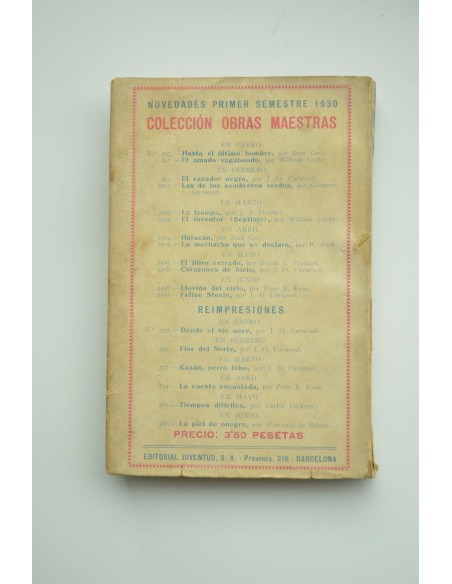 NOVEDADES PRIMER SEMESTRE 1930
COLECCIÓN OBRAS MAESTRAS
EN ENERO
Hasta el último hombre, por Zane Grey.
El amado vagabundo, por William Locke.
EN FEBRERO
El cazador negro, por J. O. Curwood.
Las de los sombreros verdes, por Germana
Acremant
EN MARZO
La trampa, por J. S. Fletcher
El inventor (Séptimo), por William Locke
EN ABRIL
Huracán, por Zane Grey
La muchacha que se declaró, por B. Ruck
EN MAYO
El libro cerrado, por Frank L. Packard
Corazones de hielo, por J. O. Curwood.
EN JUNIO
Llovida del cielo, por Peter B. Kyne.
Felipe Steele, por J. O. Curwood.
REIMPRESIONES
EN ENERO
Donde el río nace, por J. O. Curwood.
EN FEBRERO
Flor del Norte, por J. O. Curwood.
EN MARZO
Kazán, perro lobo, por J. O. Curwood.
EN ABRIL
La cuesta encantada, por Peter B. Kyne.
EN MAYO
Tiempos difíciles, por Carlos Dickens.
EN JUNIO
La piel de onagro, por Honorato de Balzac.
PRECIO: 3'50 PESETAS
EDITORIAL JUVENTUD, S. A. - Provenza, 216 - BARCELONA